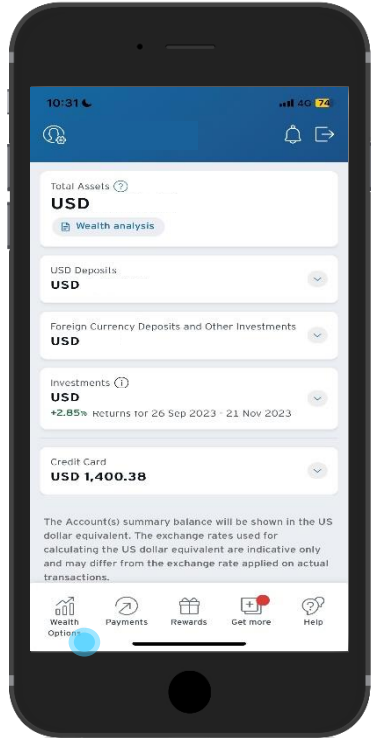 10:31
4G 74
Total Assets ?
USD
Wealth analysis
USD Deposits
USD
Foreign Currency Deposits and Other Investments
USD
Investments i
USD
+2.85% Returns for 26 Sep 2023 - 21 Nov 2023
Credit Card
USD 1,400.38
The Account(s) summary balance will be shown in the US
dollar equivalent. The exchange rates used for
calculating the US dollar equivalent are indicative only
and may differ from the exchange rate applied on actual
transactions.
Wealth
Options
Payments
Rewards
Get more
Help